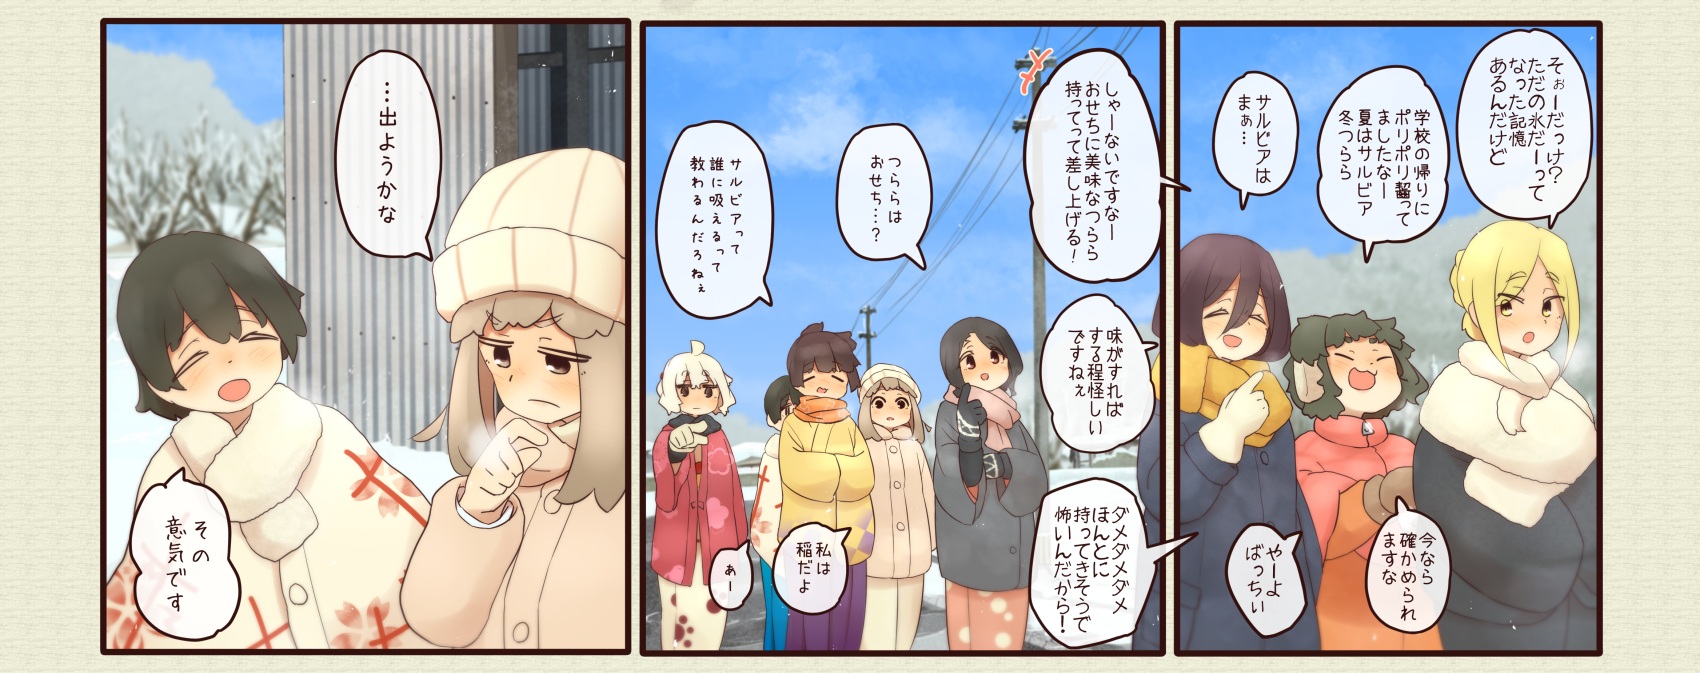 そぉーだっけ?
ただの氷だーって
なった記憶
あるんだけど
学校の帰りに
ポリポリ齧って
ましたなー
夏はサルビア
冬つらら
サルビアは
まぁ…
今なら
確かめられ
ますな
やーよ
ばっちい
しゃーないですなー
おせちに美味なつらら
持ってって差し上げる!
味がすれば
する程怪しい
ですねぇ
ダメダメダメダメ
ほんとに
持ってきそうで
怖いんだから!
つららは
おせち…?
サルビアって
誰に吸えるって
教わるんだろねぇ
私は
稲だよ
あー
…出ようかな
その
意気です